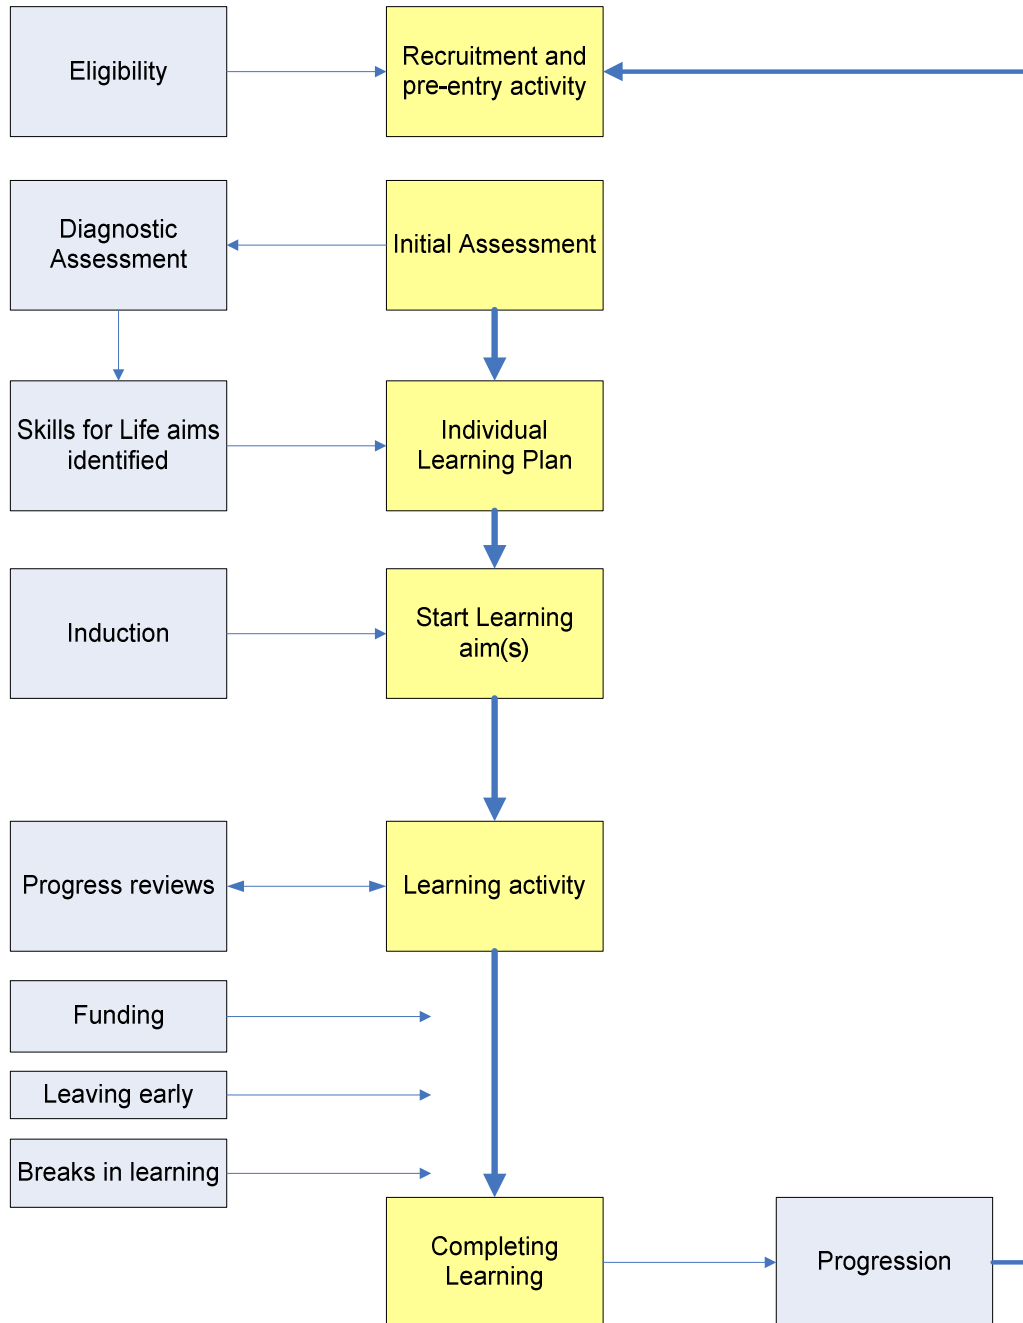 Eligibility
Recruitment and
pre-entry activity
Diagnostic
Assessment
Initial Assessment
Skills for Life aims
identified
Individual
Learning Plan
Induction
Start Learning
aim(s)
Progress reviews
Learning activity
Funding
Leaving early
Breaks in learning
Completing
Learning
Progression